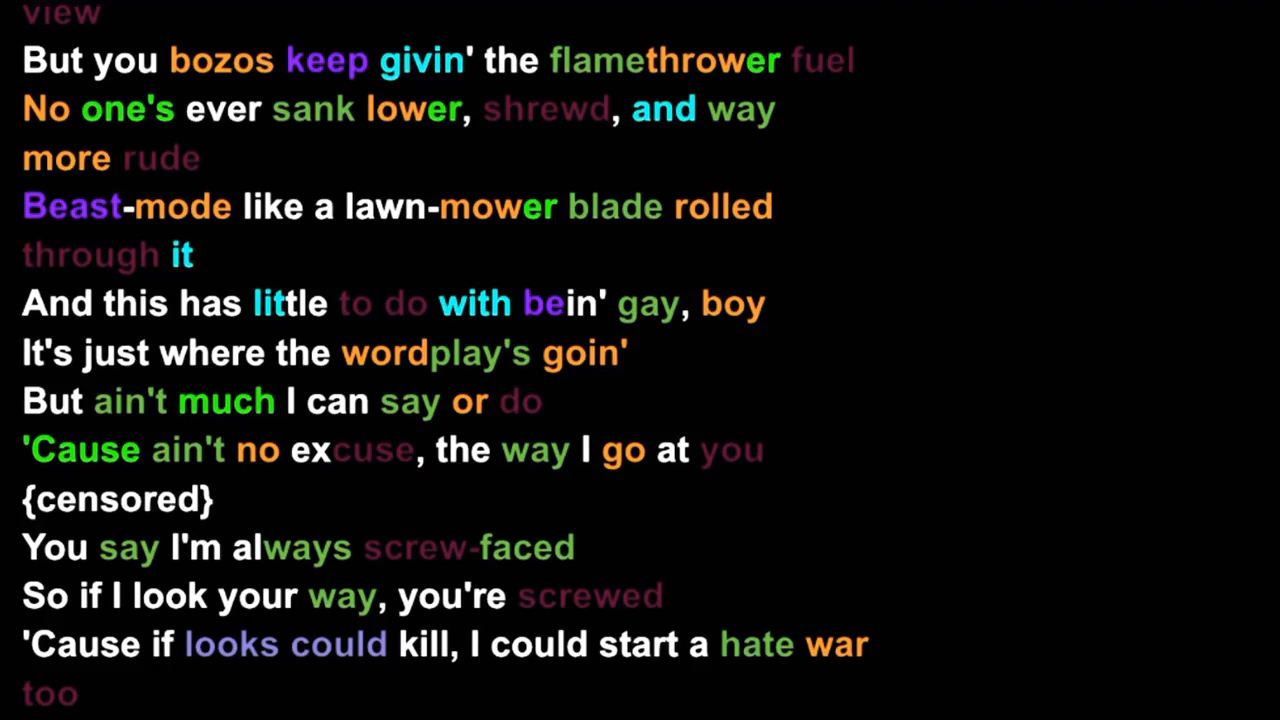 view
But you bozos keep givin' the flamethrower fuel
No one's ever sank lower, shrewd, and way
more rude
Beast-mode like a lawn-mower blade rolled
through it
And this has little to do with bein' gay, boy
It's just where the wordplay's goin'
But ain't much I can say or do
'Cause ain't no excuse, the way I go at you
{censored}
You say I'm always screw-faced
So if I look your way, you're screwed
'Cause if looks could kill, I could start a hate war
too